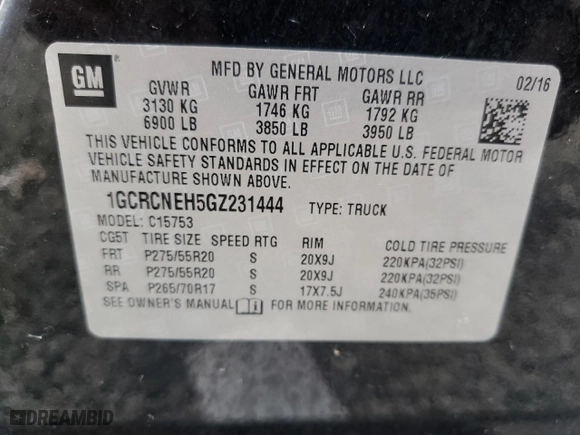 GM
MFD BY GENERAL MOTORS LLC
02/16
GVWR GAWR FRT GAWR RR
3130 KG 1746 KG 1792 KG
6900 LB 3850 LB 3950 LB
THIS VEHICLE CONFORMS TO ALL APPLICABLE U.S. FEDERAL MOTOR
VEHICLE SAFETY STANDARDS IN EFFECT ON THE DATE OF
MANUFACTURE SHOWN ABOVE.
1GCRCNEH5GZ231444 TYPE: TRUCK
MODEL: C15753
CG5T TIRE SIZE SPEED RTG RIM COLD TIRE PRESSURE
FRT P275/55R20 S 20X9J 220KPA(32PSI)
RR P275/55R20 S 20X9J 220KPA(32PSI)
SPA P265/70R17 S 17X7.5J 240KPA(35PSI)
SEE OWNER'S MANUAL FOR MORE INFORMATION.
DREAMBID